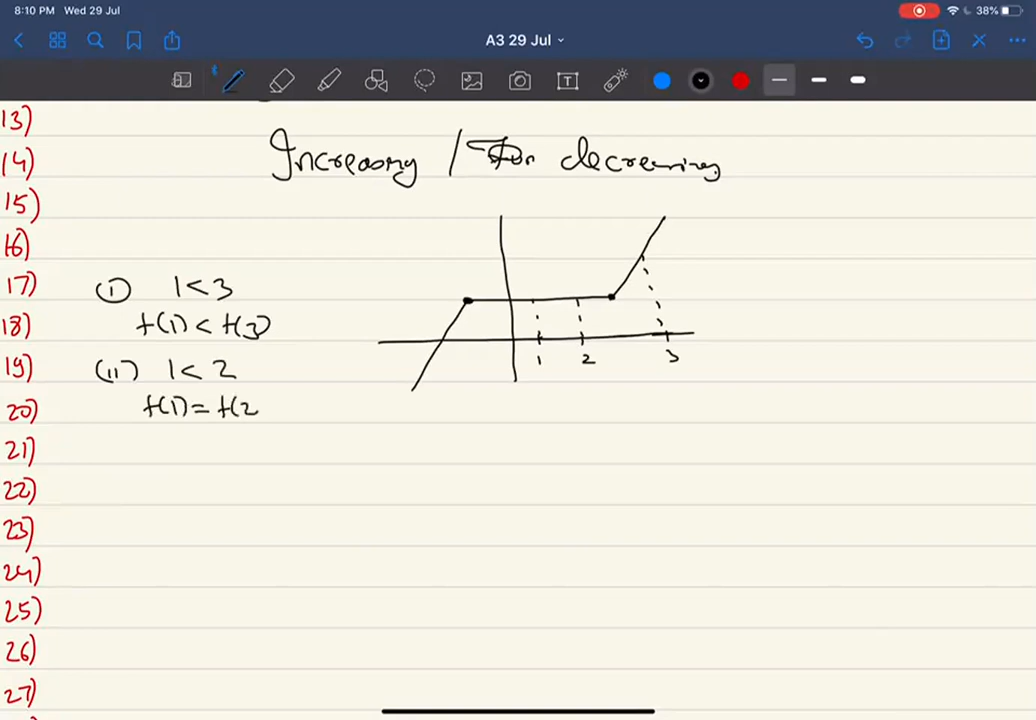 8:10 PM Wed 29 Jul
38%
A3 29 Jul
13)
14)
Increasing / decreasing
15)
16)
17)
(i) 1<3
18)
f(1) < f(3)
19)
(ii) 1<2
20)
f(1) = f(2
1
2
3
21)
22)
23)
24)
25)
26)
27)